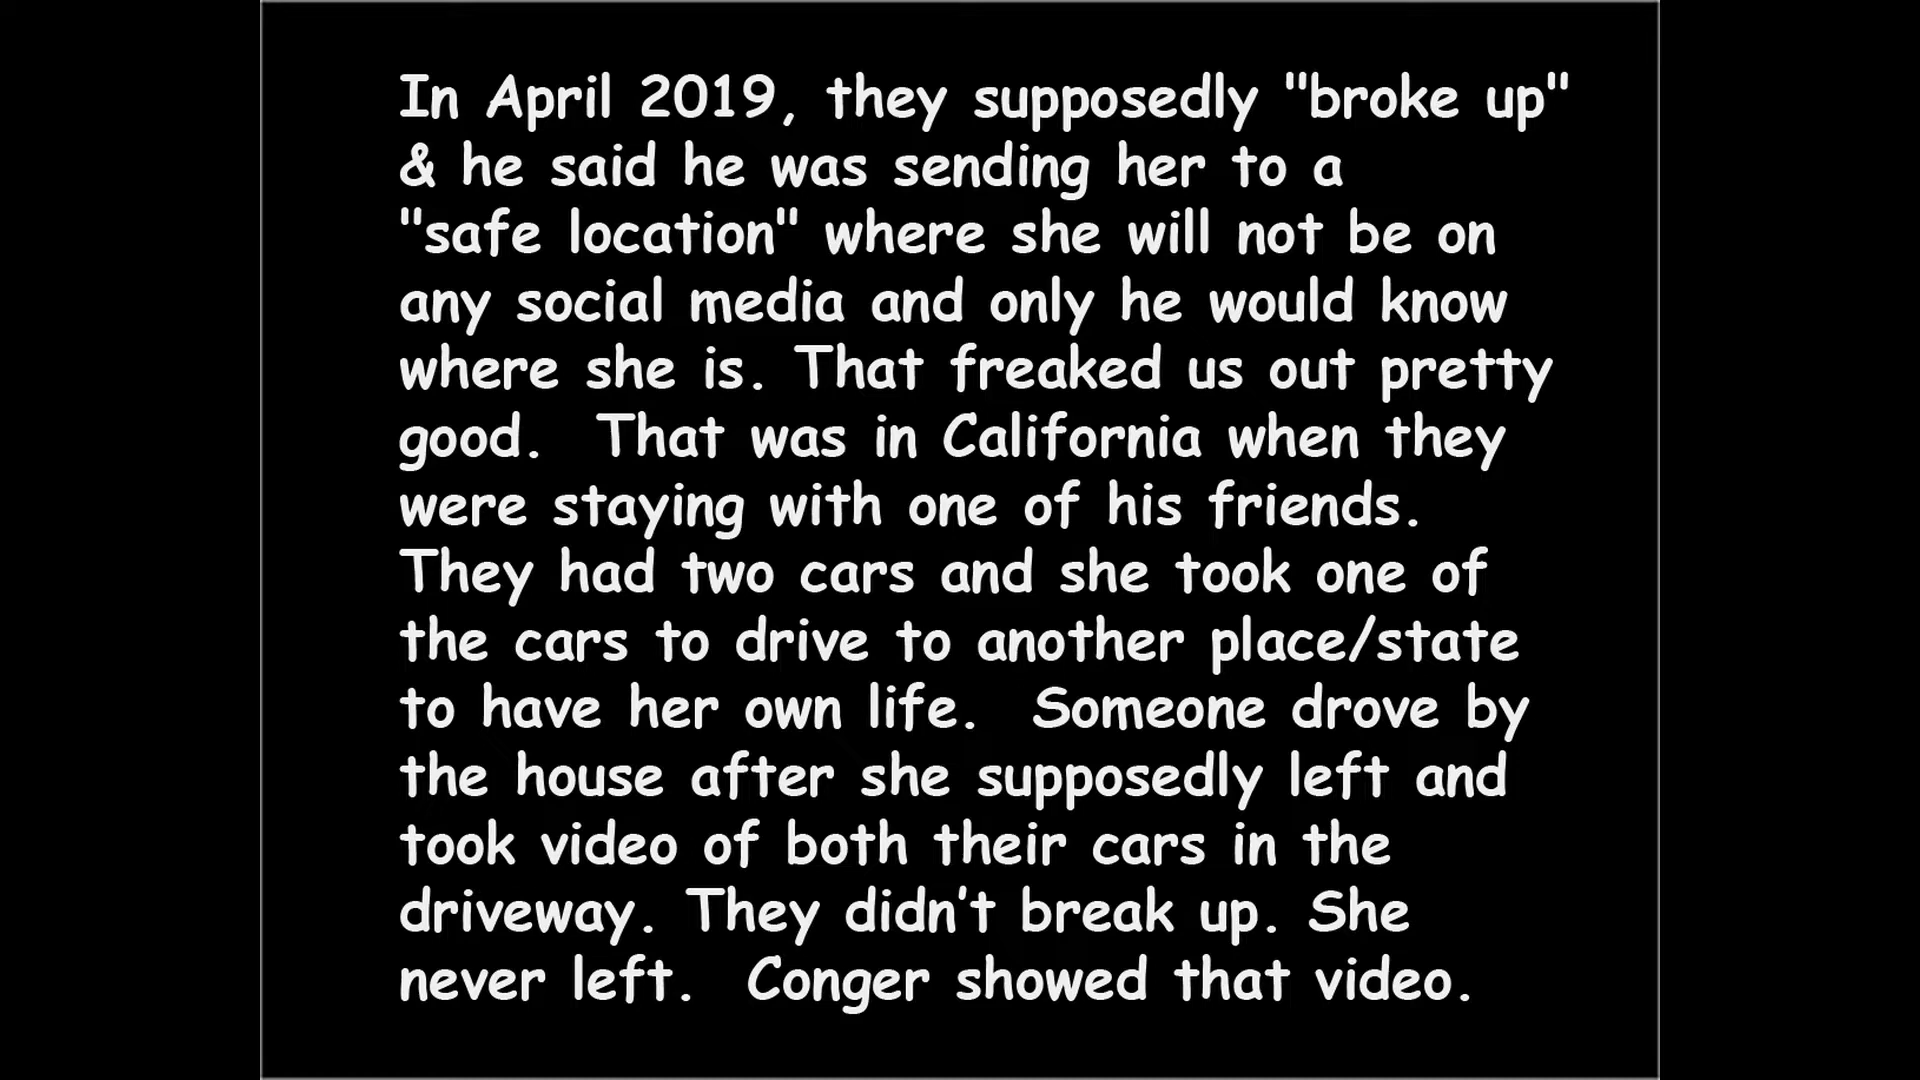 In April 2019, they supposedly "broke up"
& he said he was sending her to a
"safe location" where she will not be on
any social media and only he would know
where she is. That freaked us out pretty
good.  That was in California when they
were staying with one of his friends.
They had two cars and she took one of
the cars to drive to another place/state
to have her own life.  Someone drove by
the house after she supposedly left and
took video of both their cars in the
driveway. They didn't break up. She
never left.  Conger showed that video.